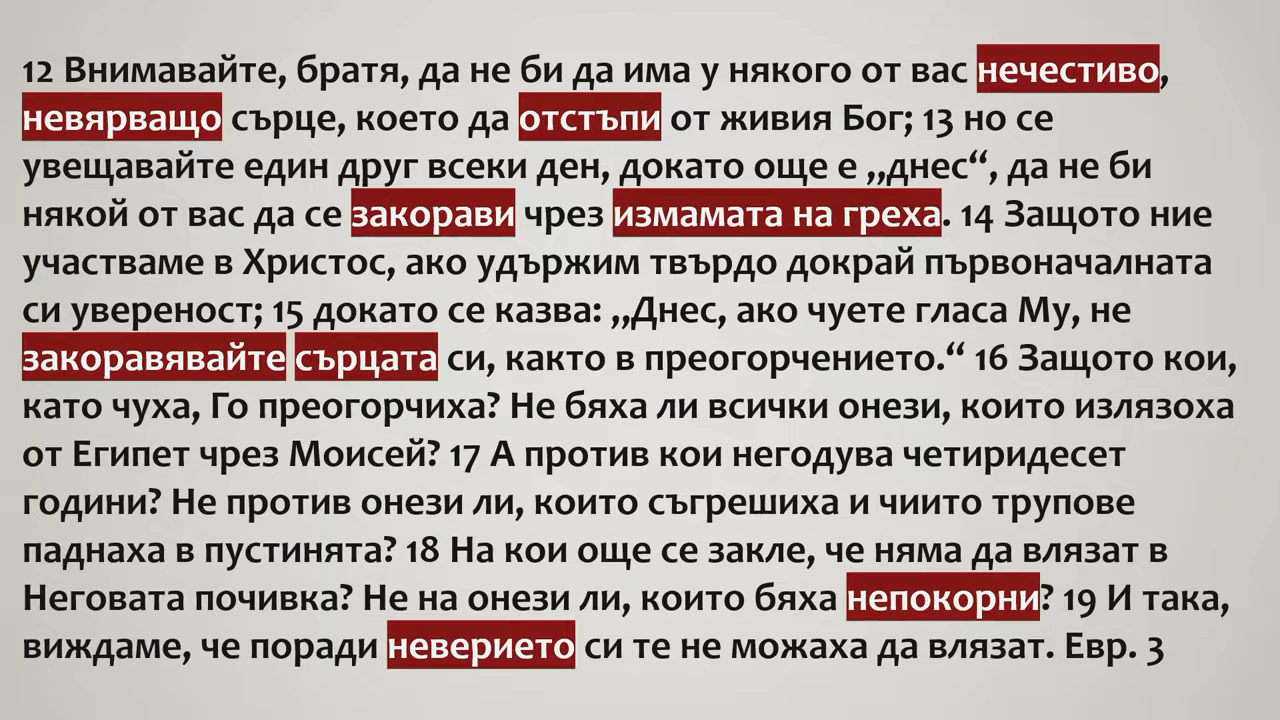 12 Внимавайте, братя, да не би да има у някого от вас нечестиво,
невярващо сърце, което да отстъпи от живия Бог; 13 но се
увещавайте един друг всеки ден, докато още е „днес“, да не би
някой от вас да се закорави чрез измамата на греха. 14 Защото ние
участваме в Христос, ако удържим твърдо докрай първоначалната
си увереност; 15 докато се казва: „Днес, ако чуете гласа Му, не
закоравявайте сърцата си, както в преогорчението.“ 16 Защото кои,
като чуха, Го преогорчиха? Не бяха ли всички онези, които излязоха
от Египет чрез Моисей? 17 А против кои негодува четиридесет
години? Не против онези ли, които съгрешиха и чиито трупове
паднаха в пустинята? 18 На кои още се закле, че няма да влязат в
Неговата почивка? Не на онези ли, които бяха непокорни? 19 И така,
виждаме, че поради неверието си те не можаха да влязат. Евр. 3